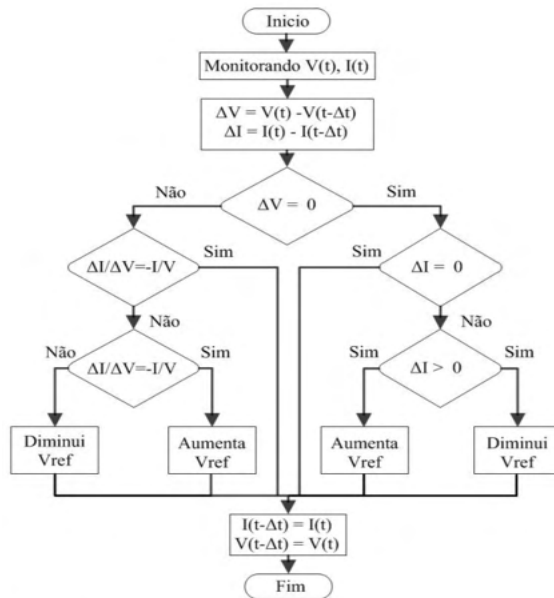 Inicio
Monitorando V(t), I(t)
ΔV = V(t) -V(t-Δt)
ΔI = I(t) - I(t-Δt)
Não
Sim
ΔV = 0
ΔI/ΔV=-I/V
Sim
Sim
ΔI = 0
Não
Não
Não
ΔI/ΔV=-I/V
Sim
Sim
ΔI > 0
Sim
Diminui
Vref
Aumenta
Vref
Aumenta
Vref
Diminui
Vref
I(t-Δt) = I(t)
V(t-Δt) = V(t)
Fim